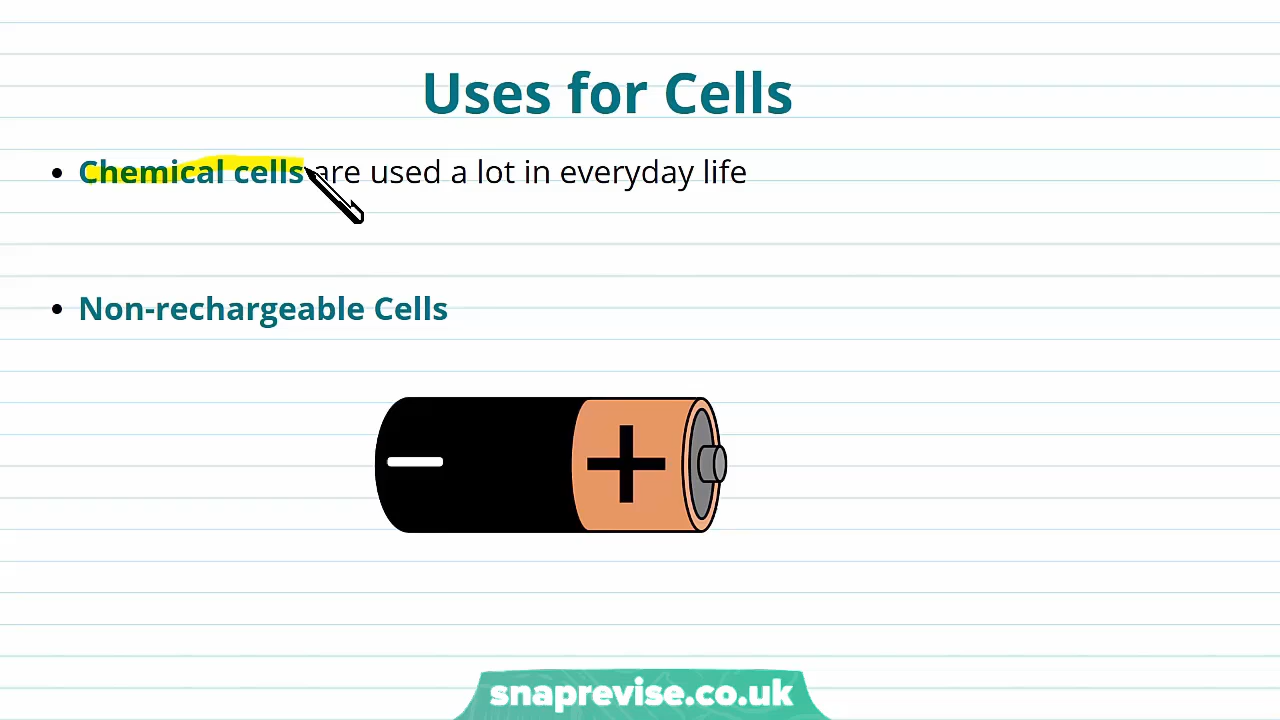 Uses for Cells
• Chemical cells are used a lot in everyday life
• Non-rechargeable Cells
− +
snaprevise.co.uk